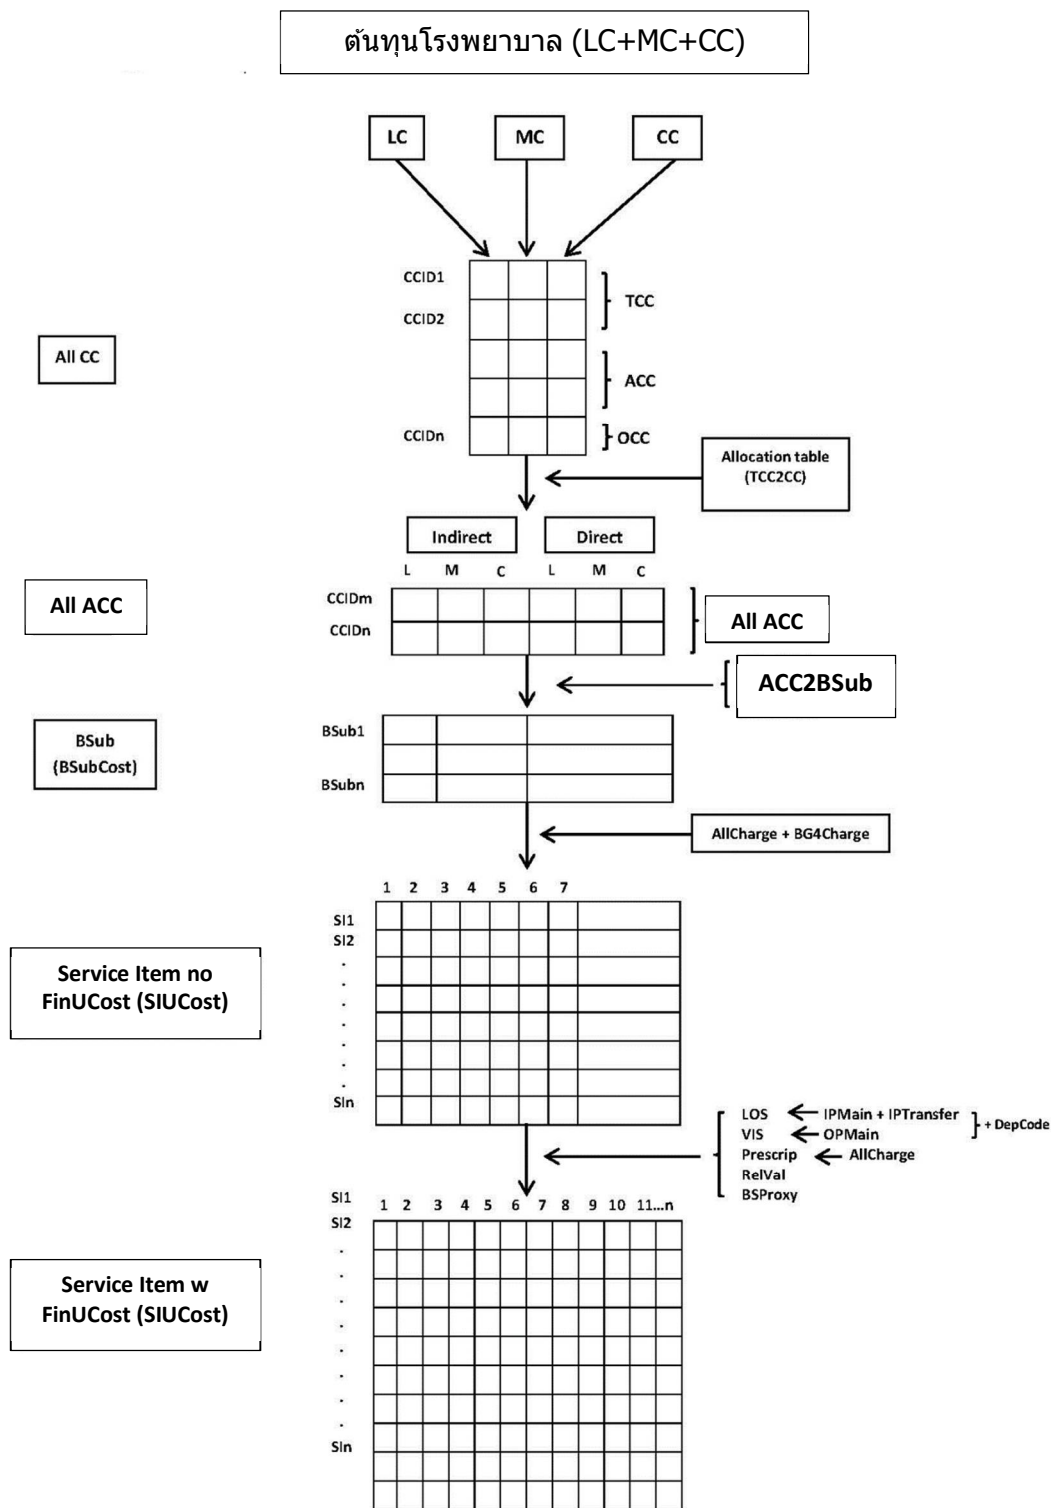 ต้นทุนโรงพยาบาล (LC+MC+CC)
LC MC CC
CCID1
TCC
CCID2
All CC
ACC
CCIDn
OCC
Allocation table
(TCC2CC)
Indirect Direct
L M C L M C
All ACC
CCIDm
CCIDn
All ACC
ACC2BSub
BSub
(BSubCost)
BSub1
BSubn
AllCharge + BG4Charge
1 2 3 4 5 6 7
SI1
SI2
.
.
.
.
.
.
SIn
Service Item no
FinUCost (SIUCost)
LOS IPMain + IPTransfer
VIS OPMain
+ DepCode
Prescrip AllCharge
RelVal
BSProxy
SI1
1 2 3 4 5 6 7 8 9 10 11...n
SI2
.
.
.
.
.
.
.
.
SIn
Service Item w
FinUCost (SIUCost)